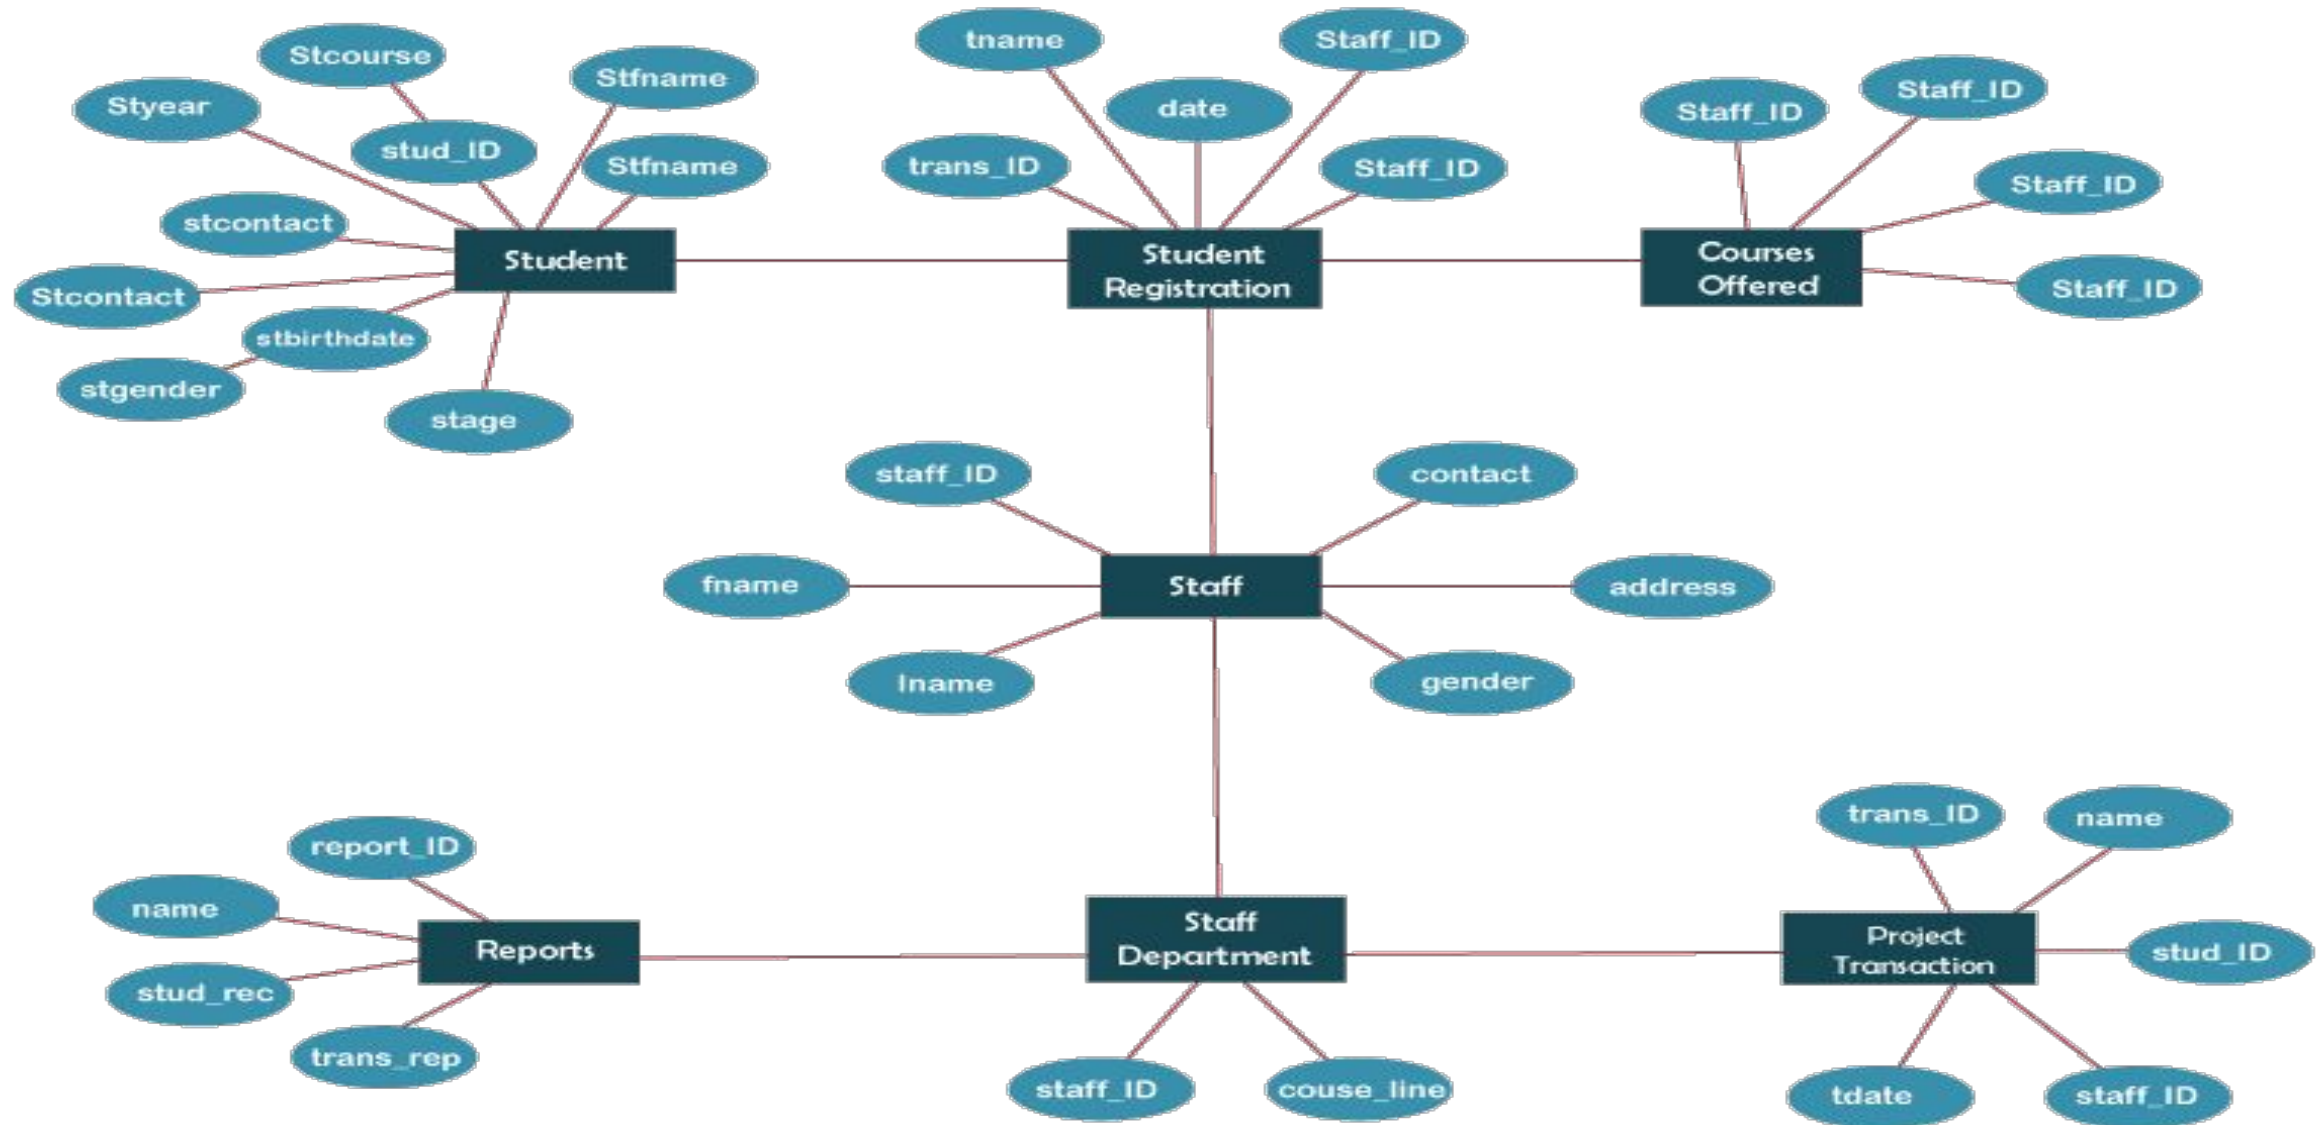 tname
Staff_ID
Stcourse
Stfname
Styear
date
Staff_ID
Staff_ID
stud_ID
Stfname
trans_ID
Staff_ID
Staff_ID
stcontact
Student
Student
Registration
Courses
Offered
Staff_ID
Stcontact
stbirthdate
stgender
stage
staff_ID
contact
fname
Staff
address
lname
gender
trans_ID
name
report_ID
name
Reports
Staff
Department
Project
Transaction
stud_ID
stud_rec
trans_rep
staff_ID
couse_line
tdate
staff_ID